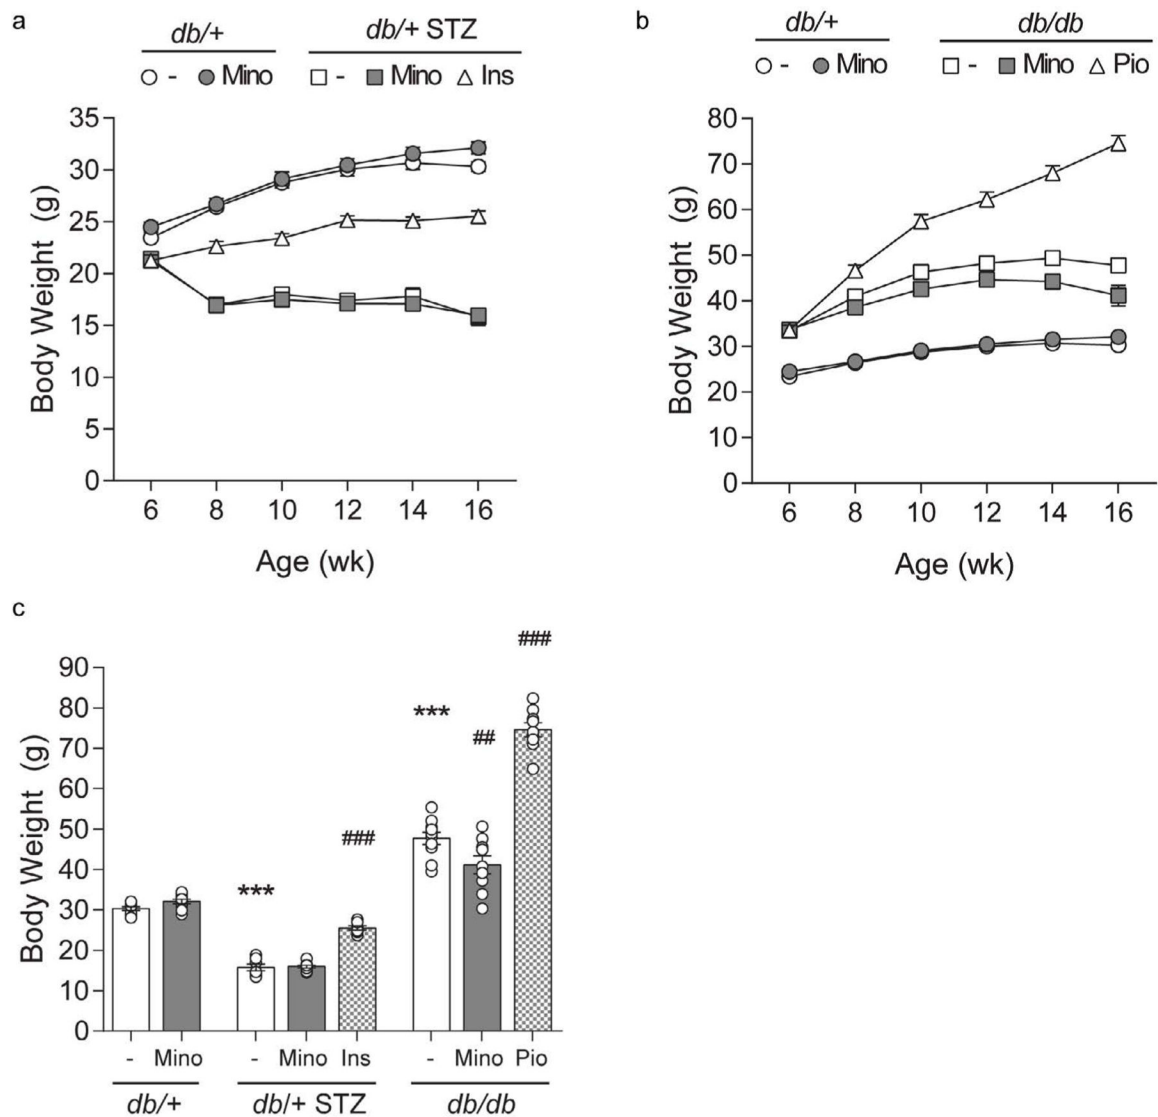 a
db/+ db/+ STZ
- Mino - Mino Ins
35
30
25
20
15
10
5
0
Body Weight (g)
6 8 10 12 14 16
Age (wk)
b
db/+ db/db
- Mino - Mino Pio
80
70
60
50
40
30
20
10
0
Body Weight (g)
6 8 10 12 14 16
Age (wk)
c
90
80
70
60
50
40
30
20
10
0
Body Weight (g)
*** ### *** ## ###
- Mino - Mino Ins - Mino Pio
db/+ db/+ STZ db/db